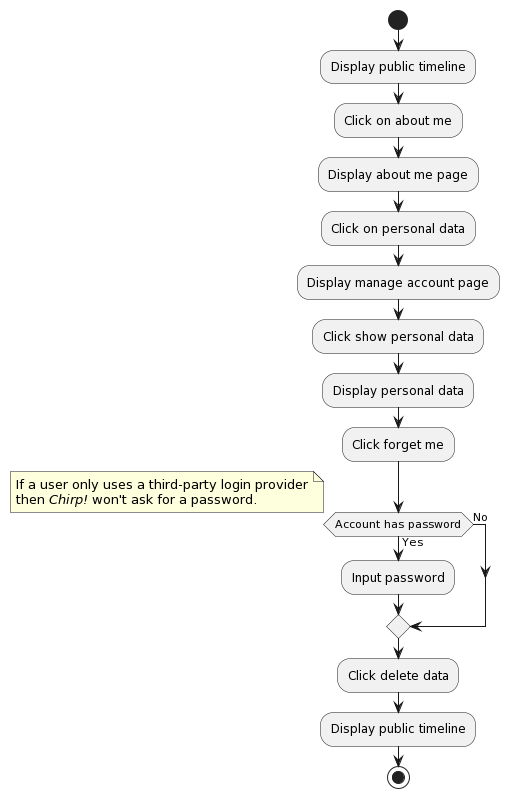 Display public timeline
Click on about me
Display about me page
Click on personal data
Display manage account page
Click show personal data
Display personal data
Click forget me
If a user only uses a third-party login provider
then Chirp! won't ask for a password.
Account has password
No
Yes
Input password
Click delete data
Display public timeline